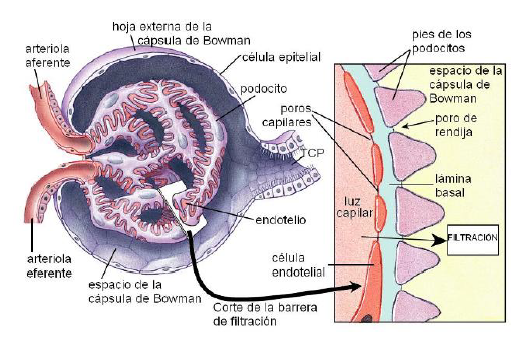 hoja externa de la
cápsula de Bowman
arteriola
aferente
célula epitelial
podocito
poros
capilares
TCP
endotelio
arteriola
eferente
espacio de la
cápsula de Bowman
Corte de la barrera
de filtración
pies de los
podocitos
espacio de la
cápsula de
Bowman
poro de
rendija
lámina
basal
luz
capilar
FILTRACION
célula
endotelial